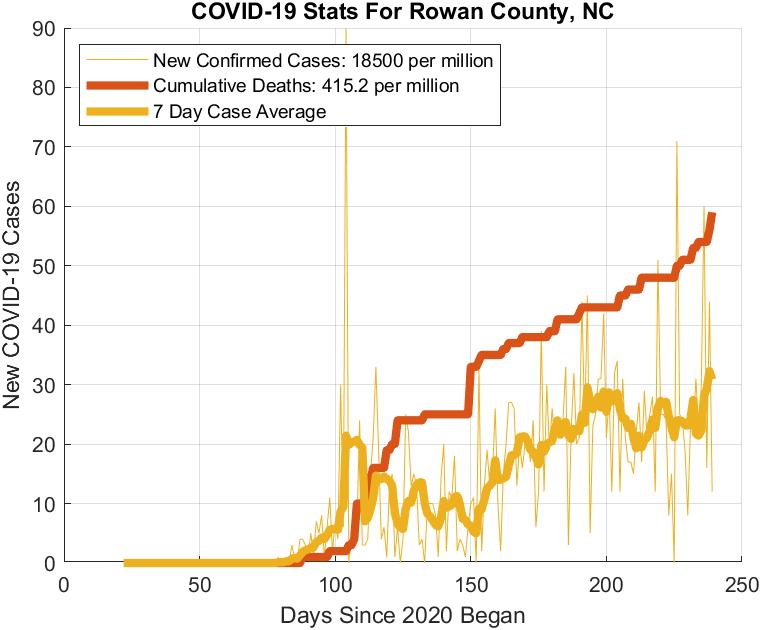 COVID-19 Stats For Rowan County, NC
New Confirmed Cases: 18500 per million
Cumulative Deaths: 415.2 per million
7 Day Case Average
New COVID-19 Cases
90
80
70
60
50
40
30
20
10
0
0 50 100 150 200 250
Days Since 2020 Began